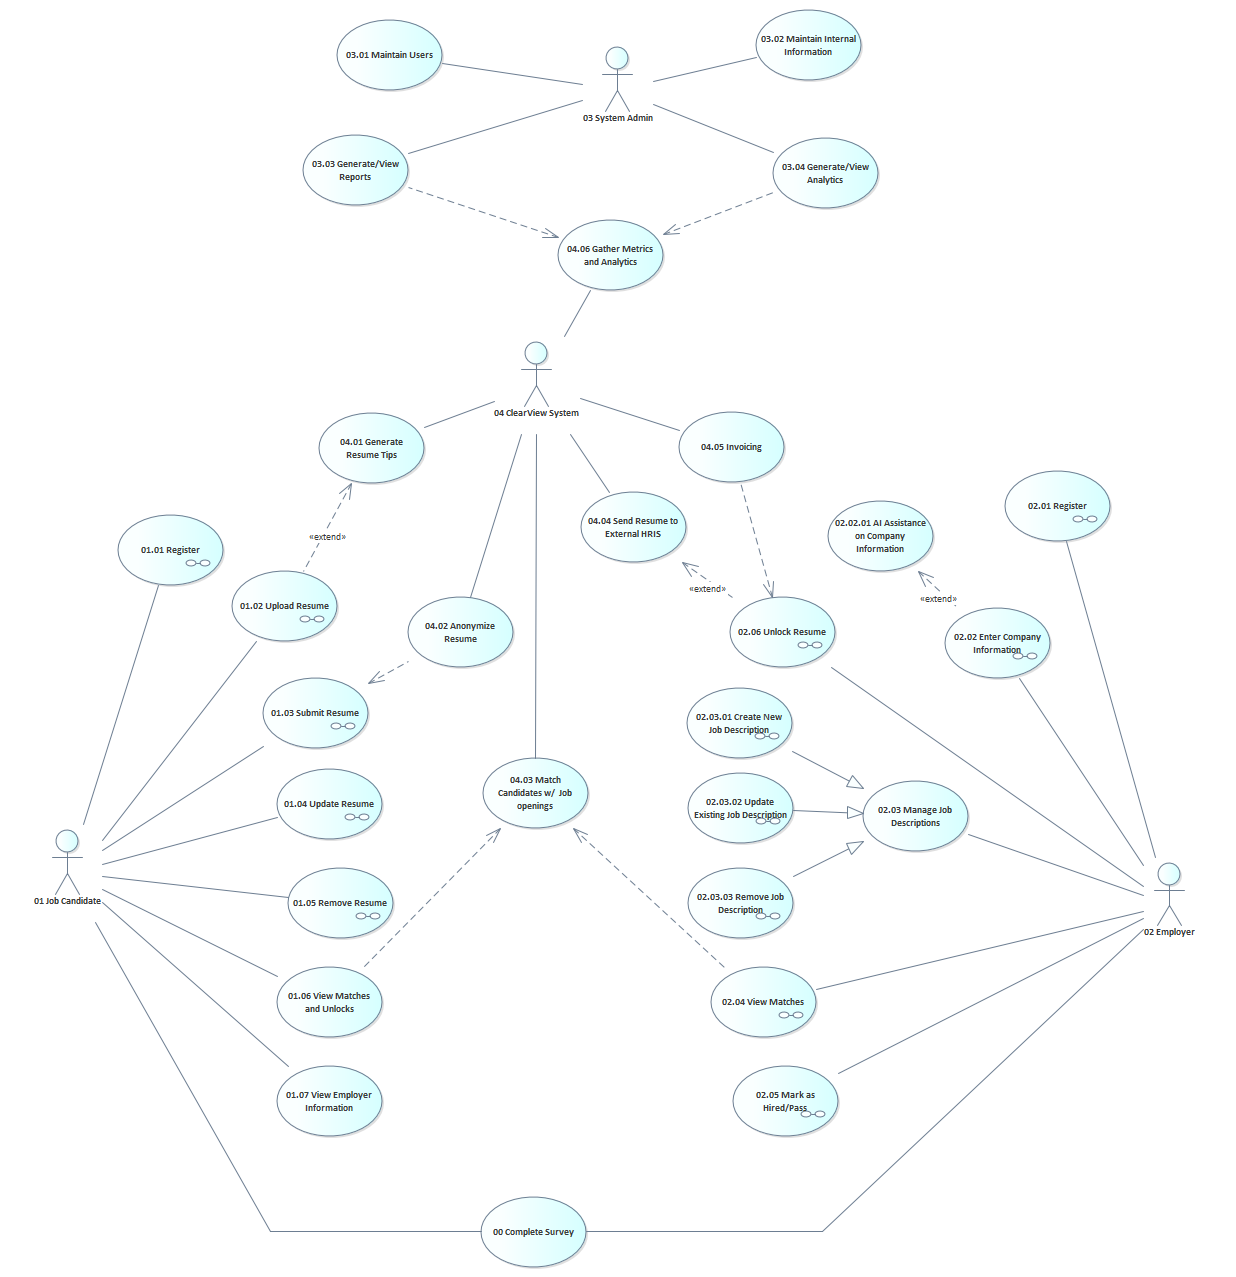 03.01 Maintain Users
03.02 Maintain Internal
Information
03 System Admin
03.03 Generate/View
Reports
03.04 Generate/View
Analytics
04.06 Gather Metrics
and Analytics
04 ClearView System
04.01 Generate
Resume Tips
04.05 Invoicing
04.04 Send Resume to
External HRIS
02.02.01 AI Assistance
on Company
Information
02.01 Register
«extend»
01.01 Register
01.02 Upload Resume
«extend»
«extend»
04.02 Anonymize
Resume
02.06 Unlock Resume
02.02 Enter Company
Information
01.03 Submit Resume
02.03.01 Create New
Job Description
04.03 Match
Candidates w/ Job
openings
01.04 Update Resume
02.03.02 Update
Existing Job Description
02.03 Manage Job
Descriptions
01 Job Candidate
01.05 Remove Resume
02.03.03 Remove Job
Description
02 Employer
01.06 View Matches
and Unlocks
02.04 View Matches
01.07 View Employer
Information
02.05 Mark as
Hired/Pass
00 Complete Survey